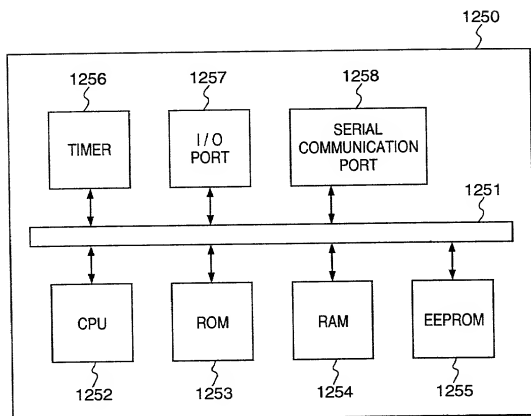 1250
1256
1257
1258
TIMER
I/O
PORT
SERIAL
COMMUNICATION
PORT
1251
CPU
ROM
RAM
EEPROM
1252
1253
1254
1255